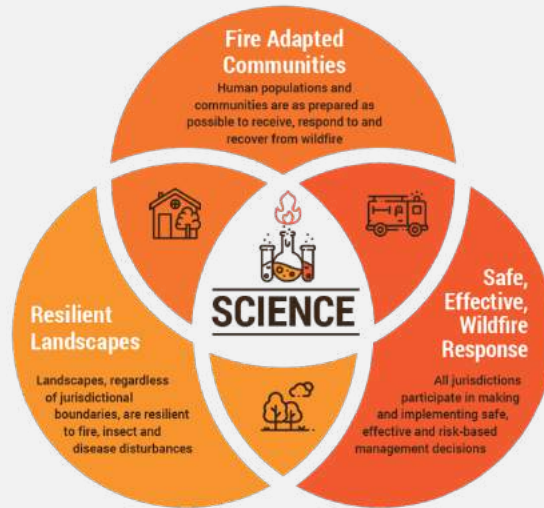 Fire Adapted
Communities
Human populations and
communities are as prepared as
possible to receive, respond to and
recover from wildfire
SCIENCE
Resilient
Landscapes
Landscapes, regardless
of jurisdictional
boundaries, are resilient
to fire, insect and
disease disturbances
Safe,
Effective,
Wildfire
Response
All jurisdictions
participate in making
and implementing safe,
effective and risk-based
management decisions